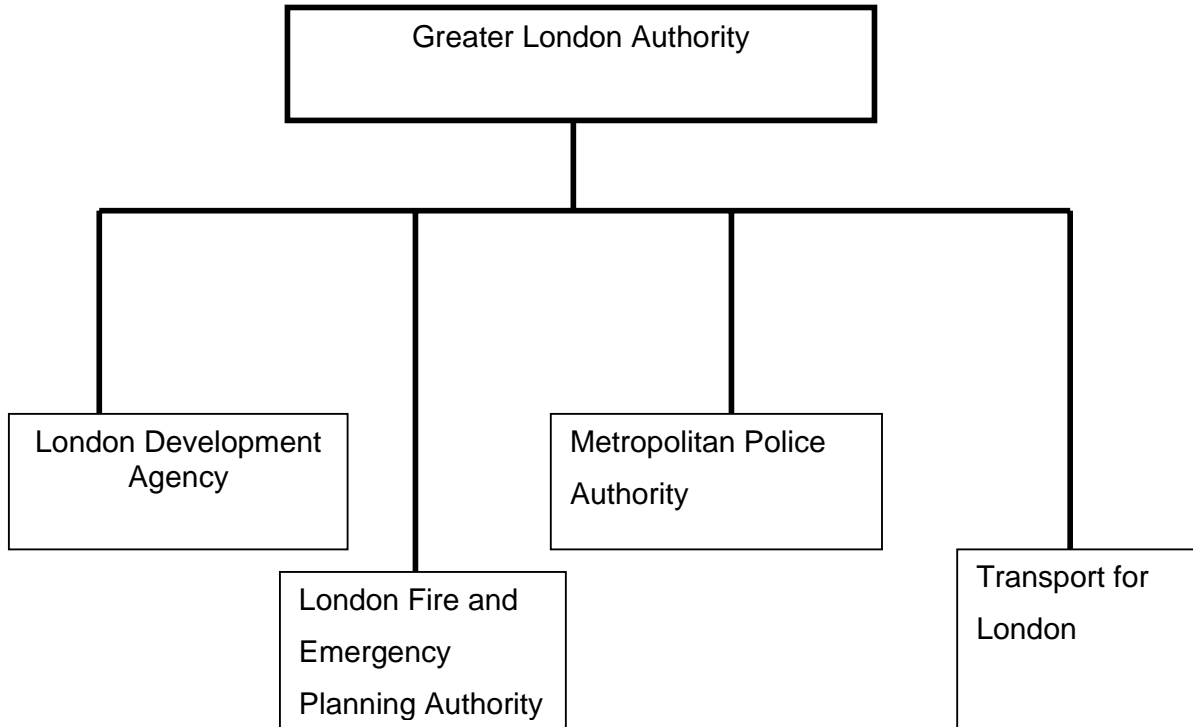 Greater London Authority
London Development
Agency
Metropolitan Police
Authority
London Fire and
Emergency
Planning Authority
Transport for
London